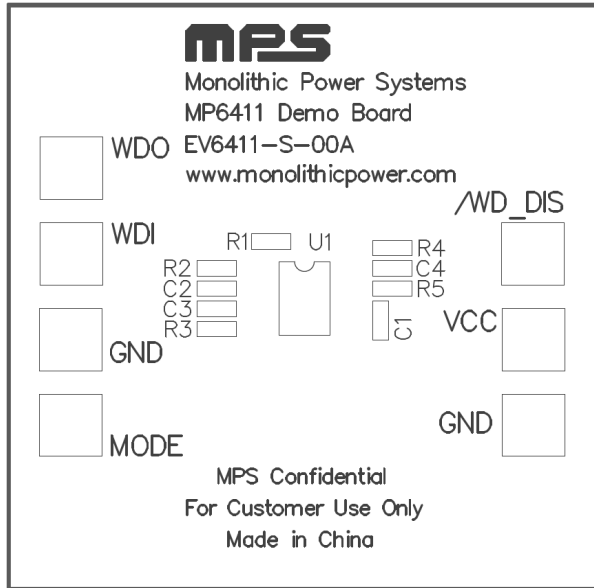 MPS
Monolithic Power Systems
MP6411 Demo Board
WDO EV6411-S-00A
www.monolithicpower.com
/WD_DIS
WDI
R1 U1
R4
R2
C4
C2
R5
C3
R3
C1
VCC
GND
GND
MODE
MPS Confidential
For Customer Use Only
Made in China